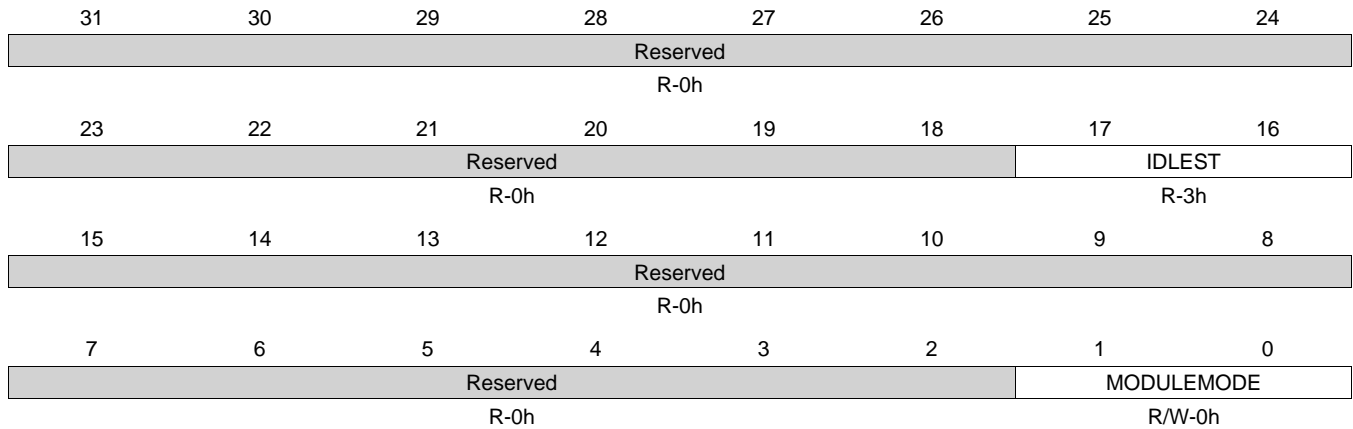 31 30 29 28 27 26 25 24
Reserved
R-0h
23 22 21 20 19 18 17 16
Reserved IDLEST
R-0h R-3h
15 14 13 12 11 10 9 8
Reserved
R-0h
7 6 5 4 3 2 1 0
Reserved MODULEMODE
R-0h R/W-0h